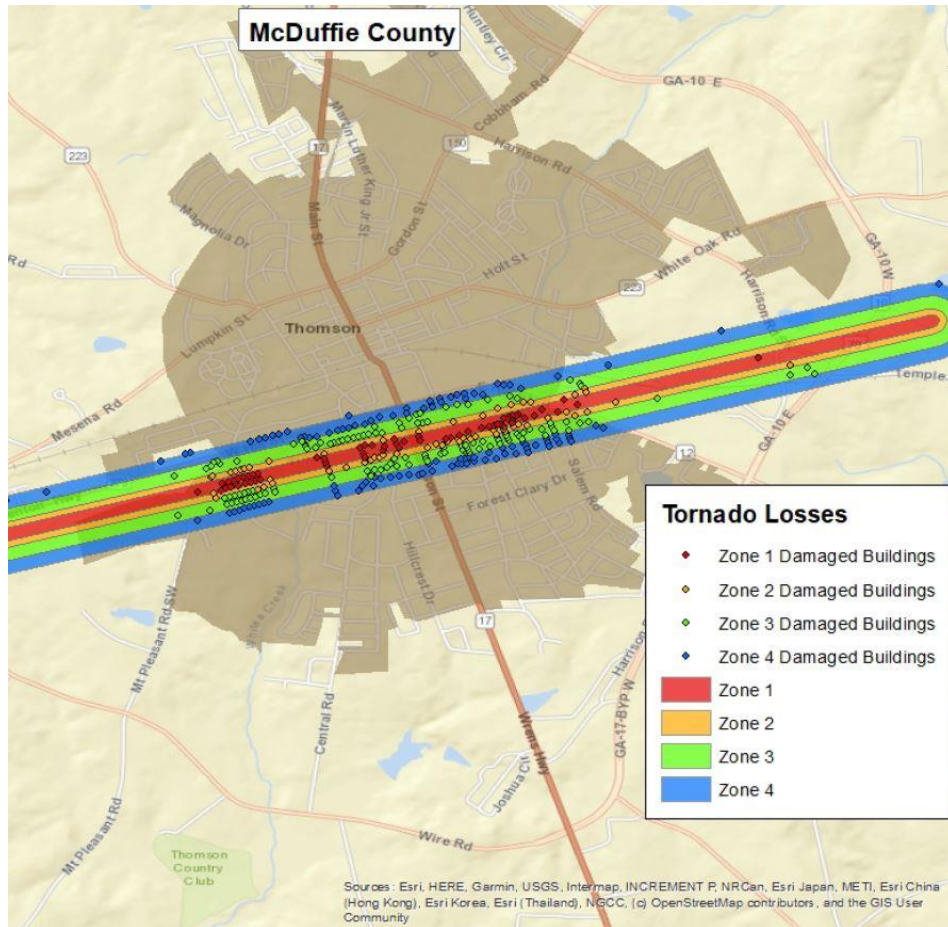 McDuffie County
Huntley Cir
Cobbham Rd
GA-10 E
223
17
150
Martin Luther King Jr St
Harrison Rd
Main St
Gordon St
Magnolia Dr
Rd
Holt St
White Oak Rd
GA-10 W
223
Harrison Rd
Thomson
Lumpkin St
Temple
Mesena Rd
GA-10 E
12
Salem Rd
Forest Clary Dr
Hillcrest Dr
17
Mt Pleasant Rd SW
Whites Creek
Harrison
Central Rd
Wrens Hwy
GA-17-BYP W
Joshua Cir
Mt Pleasant Rd
Wire Rd
Thomson
Country
Club
Tornado Losses
Zone 1 Damaged Buildings
Zone 2 Damaged Buildings
Zone 3 Damaged Buildings
Zone 4 Damaged Buildings
Zone 1
Zone 2
Zone 3
Zone 4
Sources: Esri, HERE, Garmin, USGS, Intermap, INCREMENT P, NRCan, Esri Japan, METI, Esri China
(Hong Kong), Esri Korea, Esri (Thailand), NGCC, (c) OpenStreetMap contributors, and the GIS User
Community